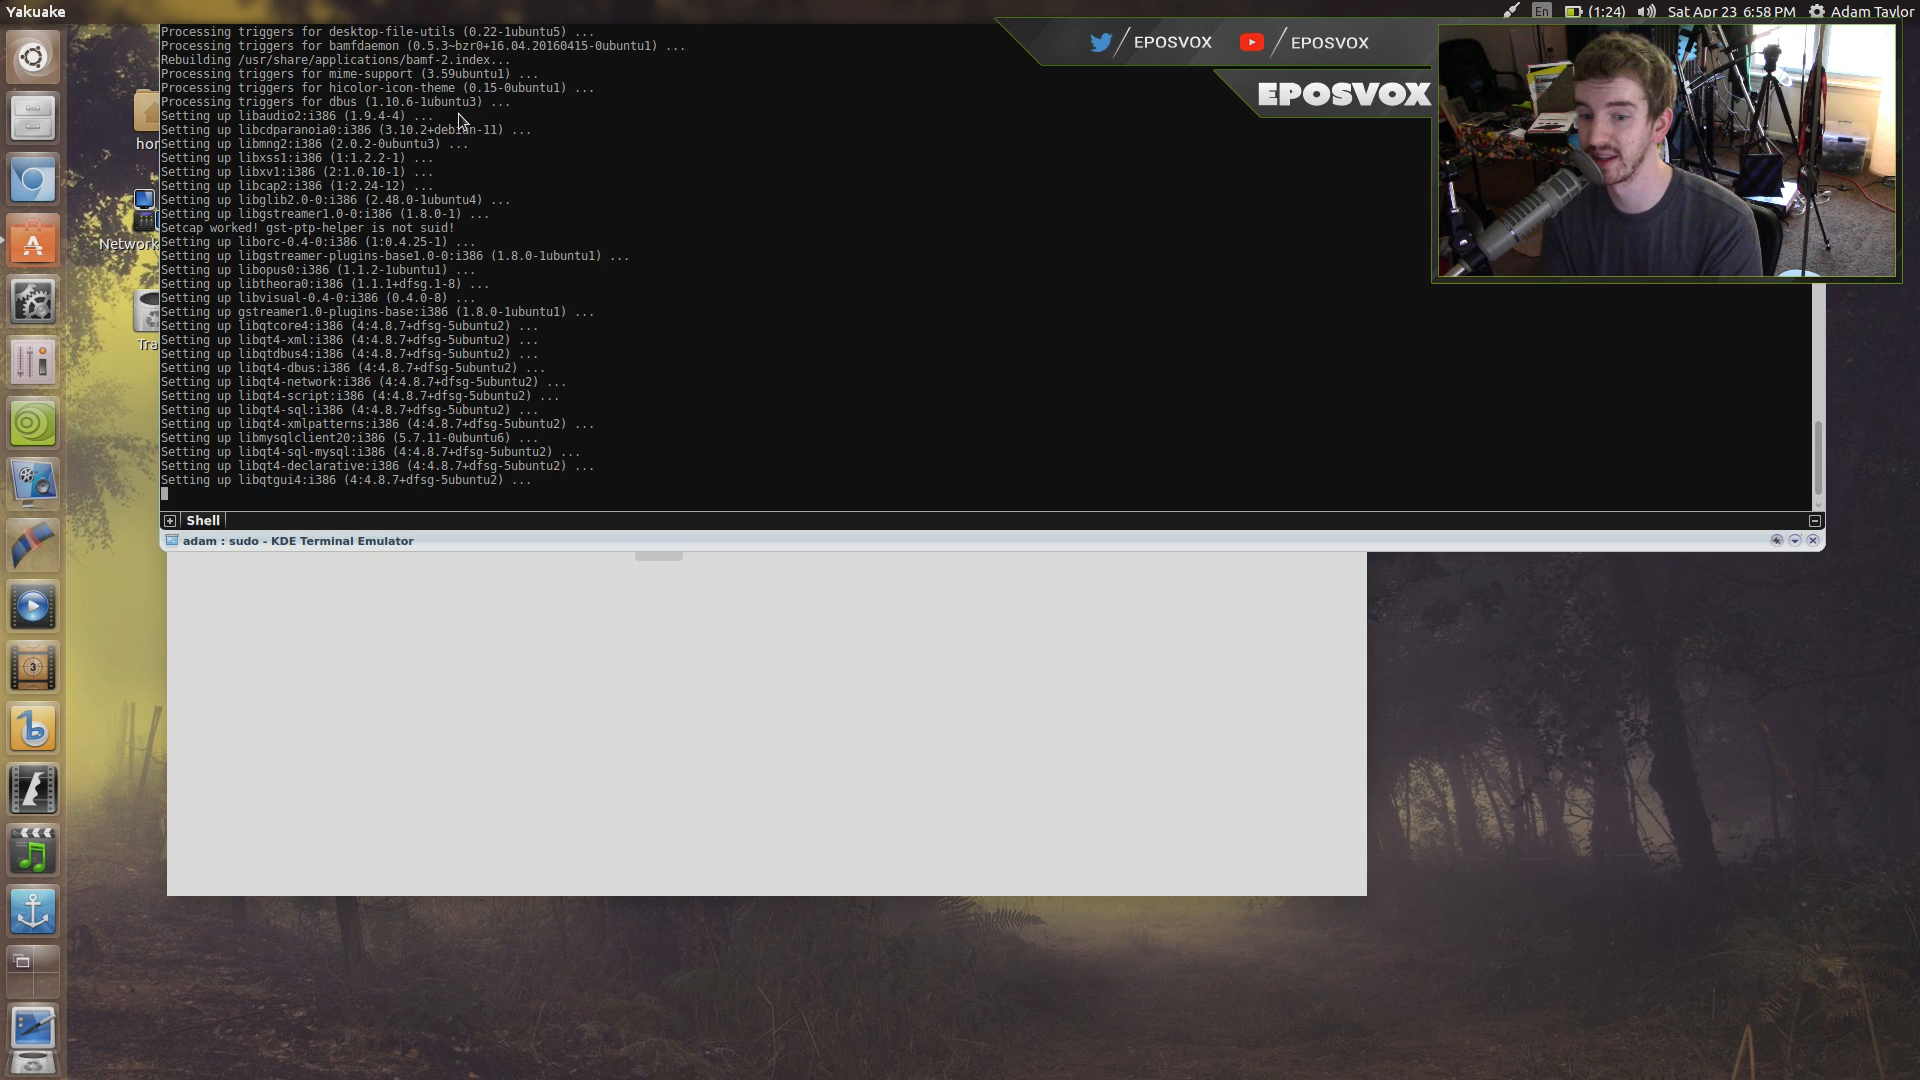 Yakuake
En
(1:24)
Sat Apr 23 6:58 PM
Adam Taylor
Processing triggers for desktop-file-utils (0.22-1ubuntu5) ...
Processing triggers for bamfdaemon (0.5.3~bzr0+16.04.20160415-0ubuntu1) ...
Rebuilding /usr/share/applications/bamf-2.index...
Processing triggers for mime-support (3.59ubuntu1) ...
Processing triggers for hicolor-icon-theme (0.15-0ubuntu1) ...
Processing triggers for dbus (1.10.6-1ubuntu3) ...
Setting up libaudio2:i386 (1.9.4-4) ...
Setting up libcdparanoia0:i386 (3.10.2+debian-11) ...
Setting up libmng2:i386 (2.0.2-0ubuntu3) ...
Setting up libxss1:i386 (1:1.2.2-1) ...
Setting up libxv1:i386 (2:1.0.10-1) ...
Setting up libcap2:i386 (1:2.24-12) ...
Setting up libglib2.0-0:i386 (2.48.0-1ubuntu4) ...
Setting up libgstreamer1.0-0:i386 (1.8.0-1) ...
Setcap worked! gst-ptp-helper is not suid!
Setting up liborc-0.4-0:i386 (1:0.4.25-1) ...
Setting up libgstreamer-plugins-base1.0-0:i386 (1.8.0-1ubuntu1) ...
Setting up libopus0:i386 (1.1.2-1ubuntu1) ...
Setting up libtheora0:i386 (1.1.1+dfsg.1-8) ...
Setting up libvisual-0.4-0:i386 (0.4.0-8) ...
Setting up gstreamer1.0-plugins-base:i386 (1.8.0-1ubuntu1) ...
Setting up libqtcore4:i386 (4:4.8.7+dfsg-5ubuntu2) ...
Setting up libqt4-xml:i386 (4:4.8.7+dfsg-5ubuntu2) ...
Setting up libqtdbus4:i386 (4:4.8.7+dfsg-5ubuntu2) ...
Setting up libqt4-dbus:i386 (4:4.8.7+dfsg-5ubuntu2) ...
Setting up libqt4-network:i386 (4:4.8.7+dfsg-5ubuntu2) ...
Setting up libqt4-script:i386 (4:4.8.7+dfsg-5ubuntu2) ...
Setting up libqt4-sql:i386 (4:4.8.7+dfsg-5ubuntu2) ...
Setting up libqt4-xmlpatterns:i386 (4:4.8.7+dfsg-5ubuntu2) ...
Setting up libmysqlclient20:i386 (5.7.11-0ubuntu6) ...
Setting up libqt4-sql-mysql:i386 (4:4.8.7+dfsg-5ubuntu2) ...
Setting up libqt4-declarative:i386 (4:4.8.7+dfsg-5ubuntu2) ...
Setting up libqtgui4:i386 (4:4.8.7+dfsg-5ubuntu2) ...
Shell
adam : sudo - KDE Terminal Emulator
EPOSVOX
EPOSVOX
EPOSVOX
hor
Network
Tra
3